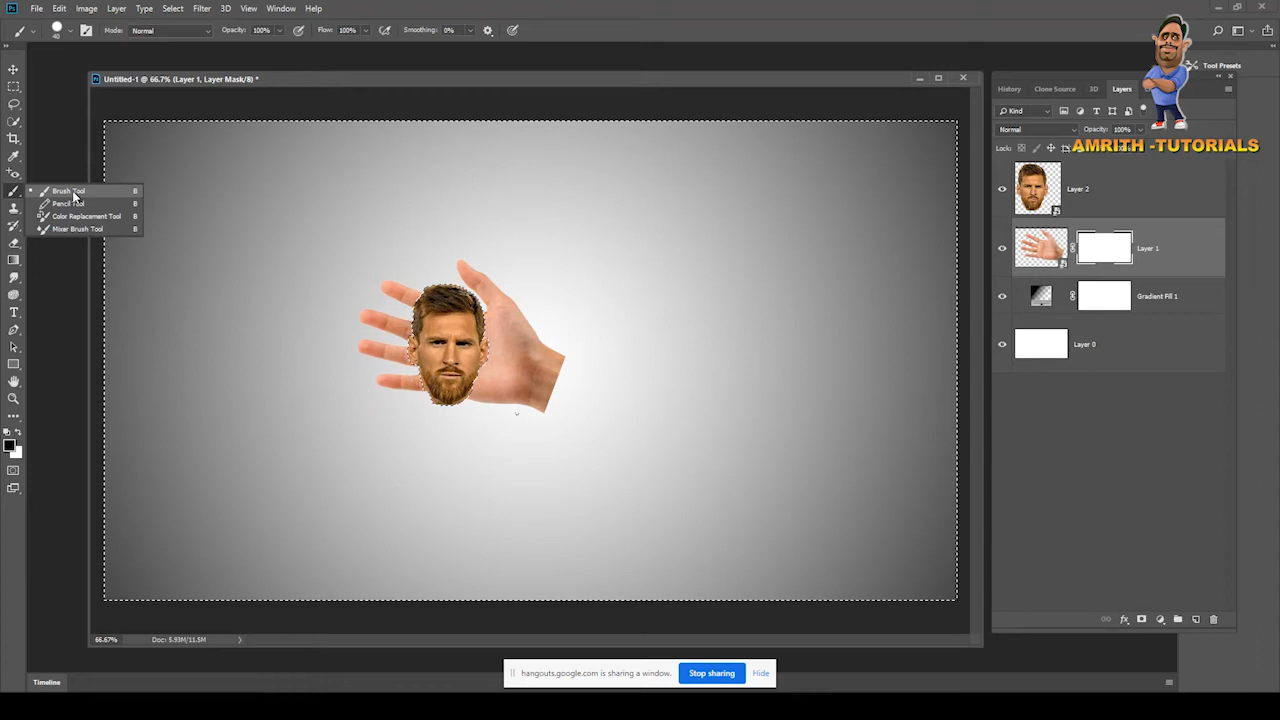 Ps File Edit Image Layer Type Select Filter 3D View Window Help
40 Mode: Normal Opacity: 100% Flow: 100% Smoothing: 0%
Tool Presets
Untitled-1 @ 66.7% (Layer 1, Layer Mask/8) *
History Clone Source 3D Layers
Kind
Normal Opacity: 100%
Lock:
AMRITH -TUTORIALS
Brush Tool B
Pencil Tool B
Color Replacement Tool B
Mixer Brush Tool B
Layer 2
Layer 1
Gradient Fill 1
Layer 0
66.67% Doc: 5.93M/11.5M
hangouts.google.com is sharing a window. Stop sharing Hide
Timeline